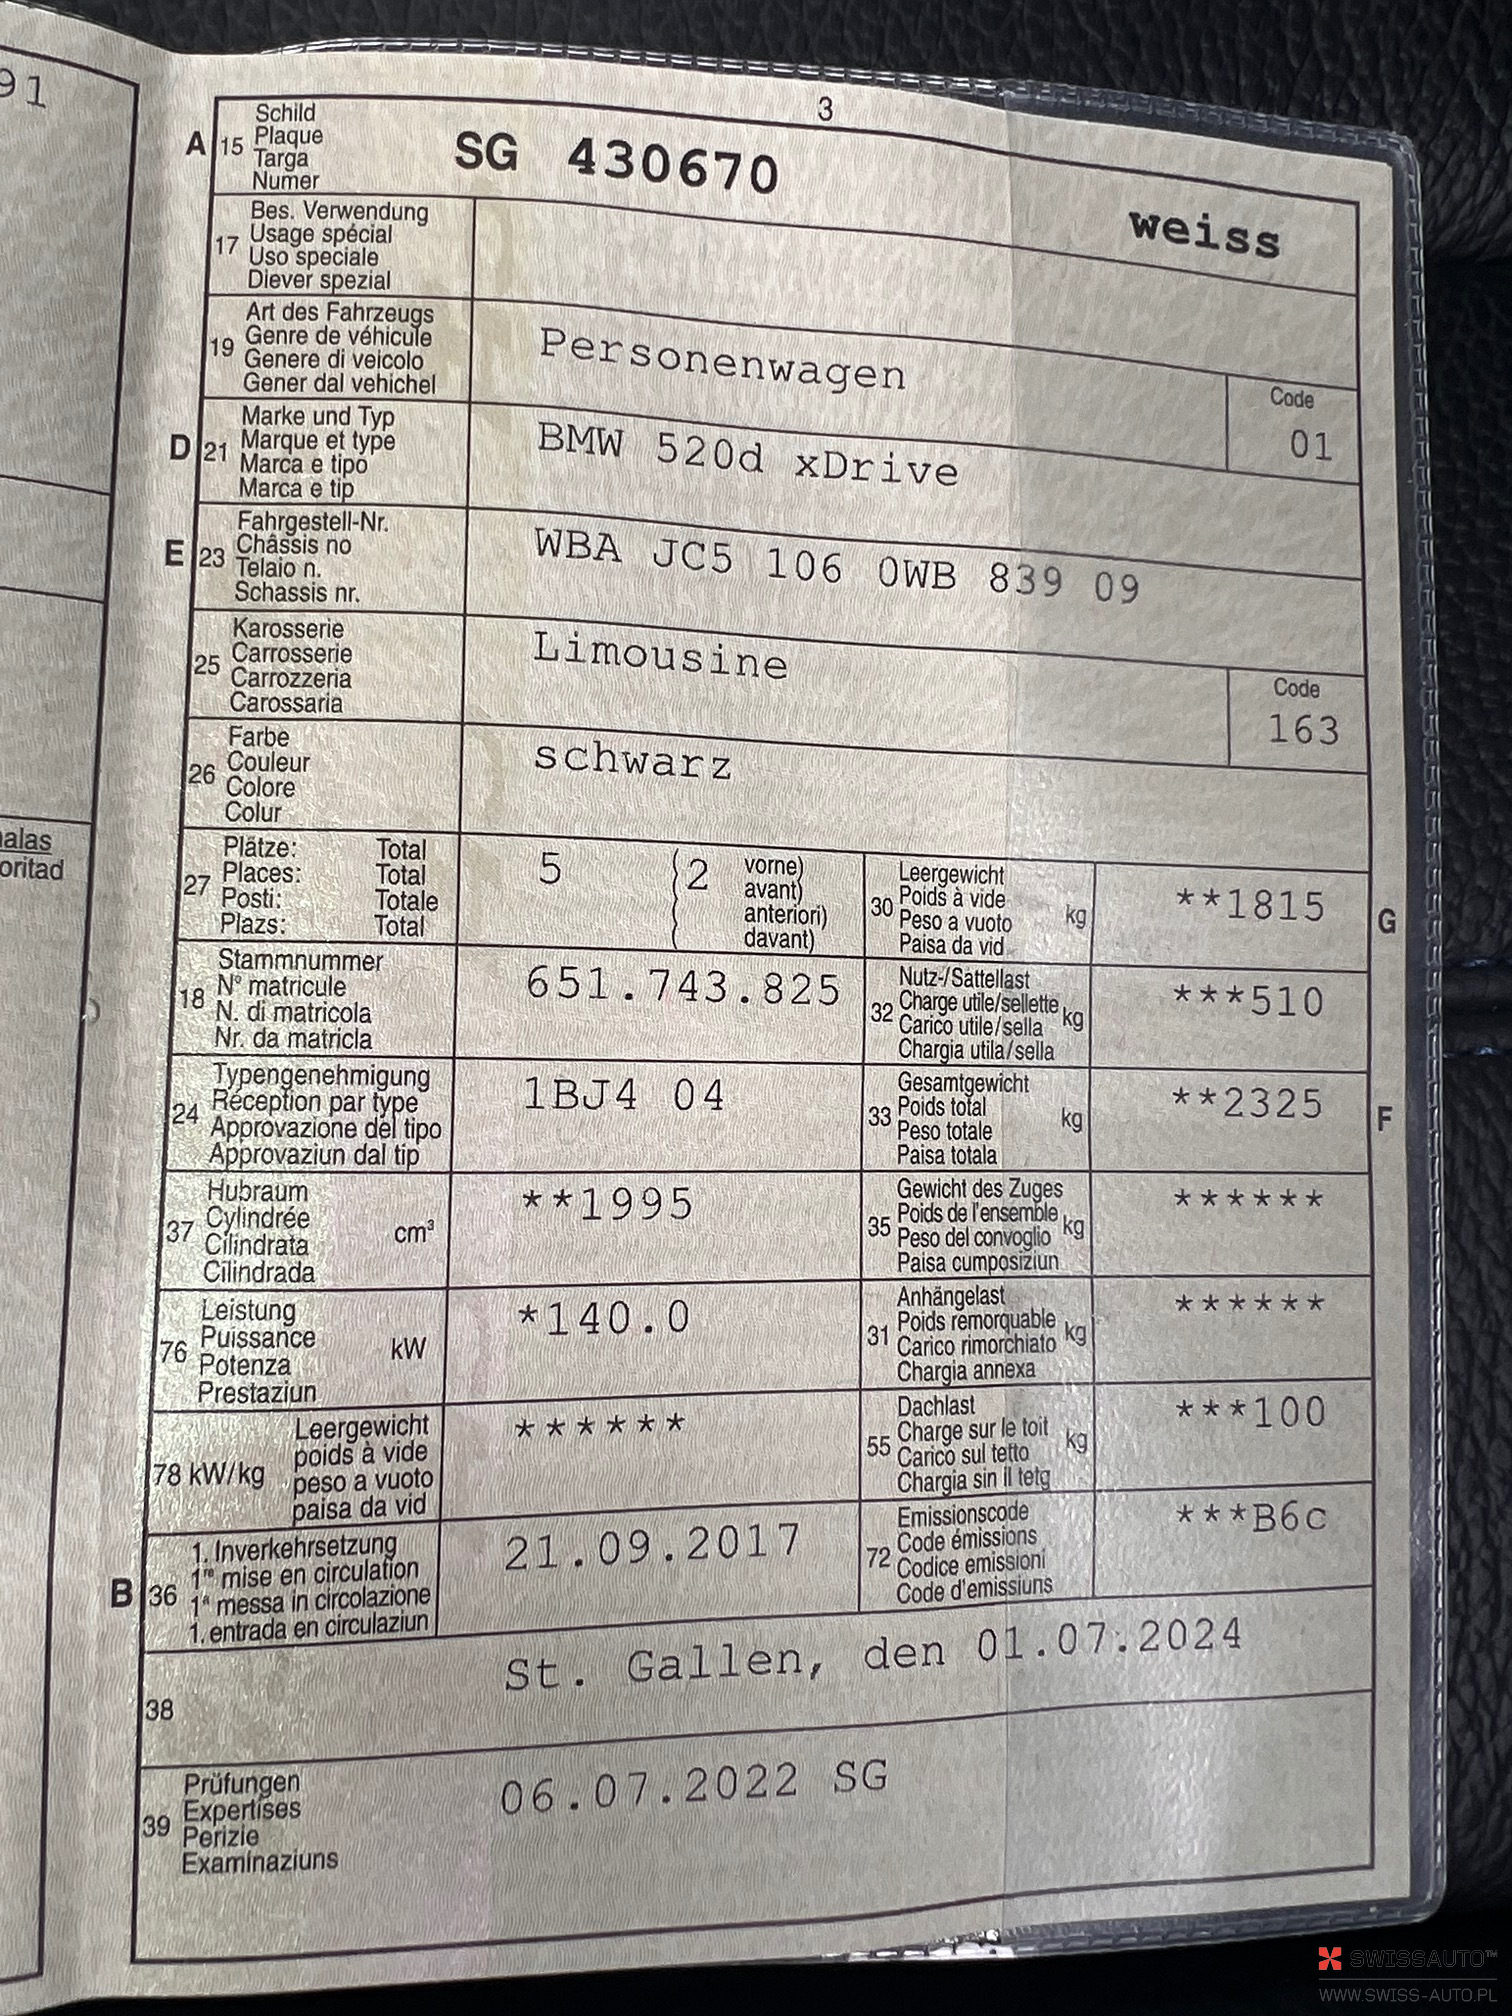 91
3
A 15 Schild
Plaque
Targa
Numer
SG 430670
weiss
17 Bes. Verwendung
Usage spécial
Uso speciale
Diever spezial
19 Art des Fahrzeugs
Genre de véhicule
Genere di veicolo
Gener dal vehichel
Personenwagen
Code
01
D 21 Marke und Typ
Marque et type
Marca e tipo
Marca e tip
BMW 520d xDrive
E 23 Fahrgestell-Nr.
Châssis no
Telaio n.
Schassis nr.
WBA JC5 106 0WB 839 09
25 Karosserie
Carrosserie
Carrozzeria
Carossaria
Limousine
Code
163
26 Farbe
Couleur
Colore
Colur
schwarz
alas
oritad
27 Plätze: Total
Places: Total
Posti: Totale
Plazs: Total
5 (2 vorne)
avant)
anteriori)
davant)
30 Leergewicht
Poids à vide
Peso a vuoto
Paisa da vid
kg
**1815
G
18 Stammnummer
N° matricule
N. di matricola
Nr. da matricla
651.743.825
32 Nutz-/Sattellast
Charge utile/sellette
Carico utile/sella
Chargia utila/sella
kg
***510
24 Typengenehmigung
Réception par type
Approvazione del tipo
Approvaziun dal tip
1BJ4 04
33 Gesamtgewicht
Poids total
Peso totale
Paisa totala
kg
**2325
F
37 Hubraum
Cylindrée
Cilindrata
Cilindrada
cm³
**1995
35 Gewicht des Zuges
Poids de l'ensemble
Peso del convoglio
Paisa cumposiziun
kg
******
76 Leistung
Puissance
Potenza
Prestaziun
kW
*140.0
31 Anhängelast
Poids remorquable
Carico rimorchiato
Chargia annexa
kg
******
78 kW/kg Leergewicht
poids à vide
peso a vuoto
paisa da vid
******
55 Dachlast
Charge sur le toit
Carico sul tetto
Chargia sin il tetg
kg
***100
B 36 1. Inverkehrsetzung
1re mise en circulation
1a messa in circolazione
1. entrada en circulaziun
21.09.2017
72 Emissionscode
Code émissions
Codice emissioni
Code d'emissiuns
***B6c
38 St. Gallen, den 01.07.2024
39 Prüfungen
Expertises
Perizie
Examinaziuns
06.07.2022 SG
SWISSAUTO™
WWW.SWISS-AUTO.PL